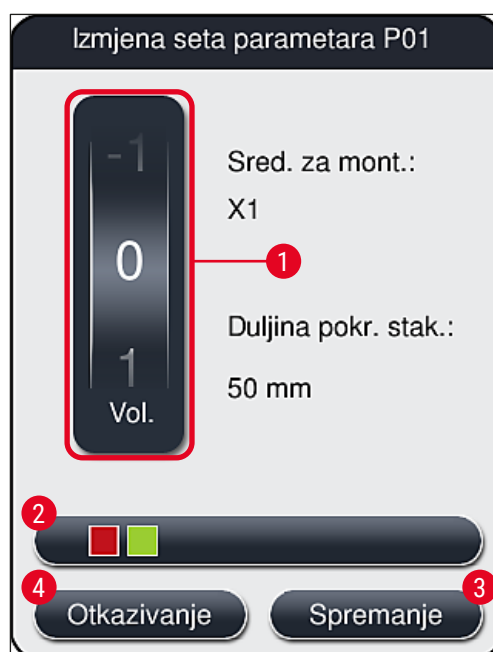 Izmjena seta parametara P01
-1
0
1
Vol.
Sred. za mont.:
X1
Duljina pokr. stak.:
50 mm
1
2
4
Otkazivanje
3
Spremanje